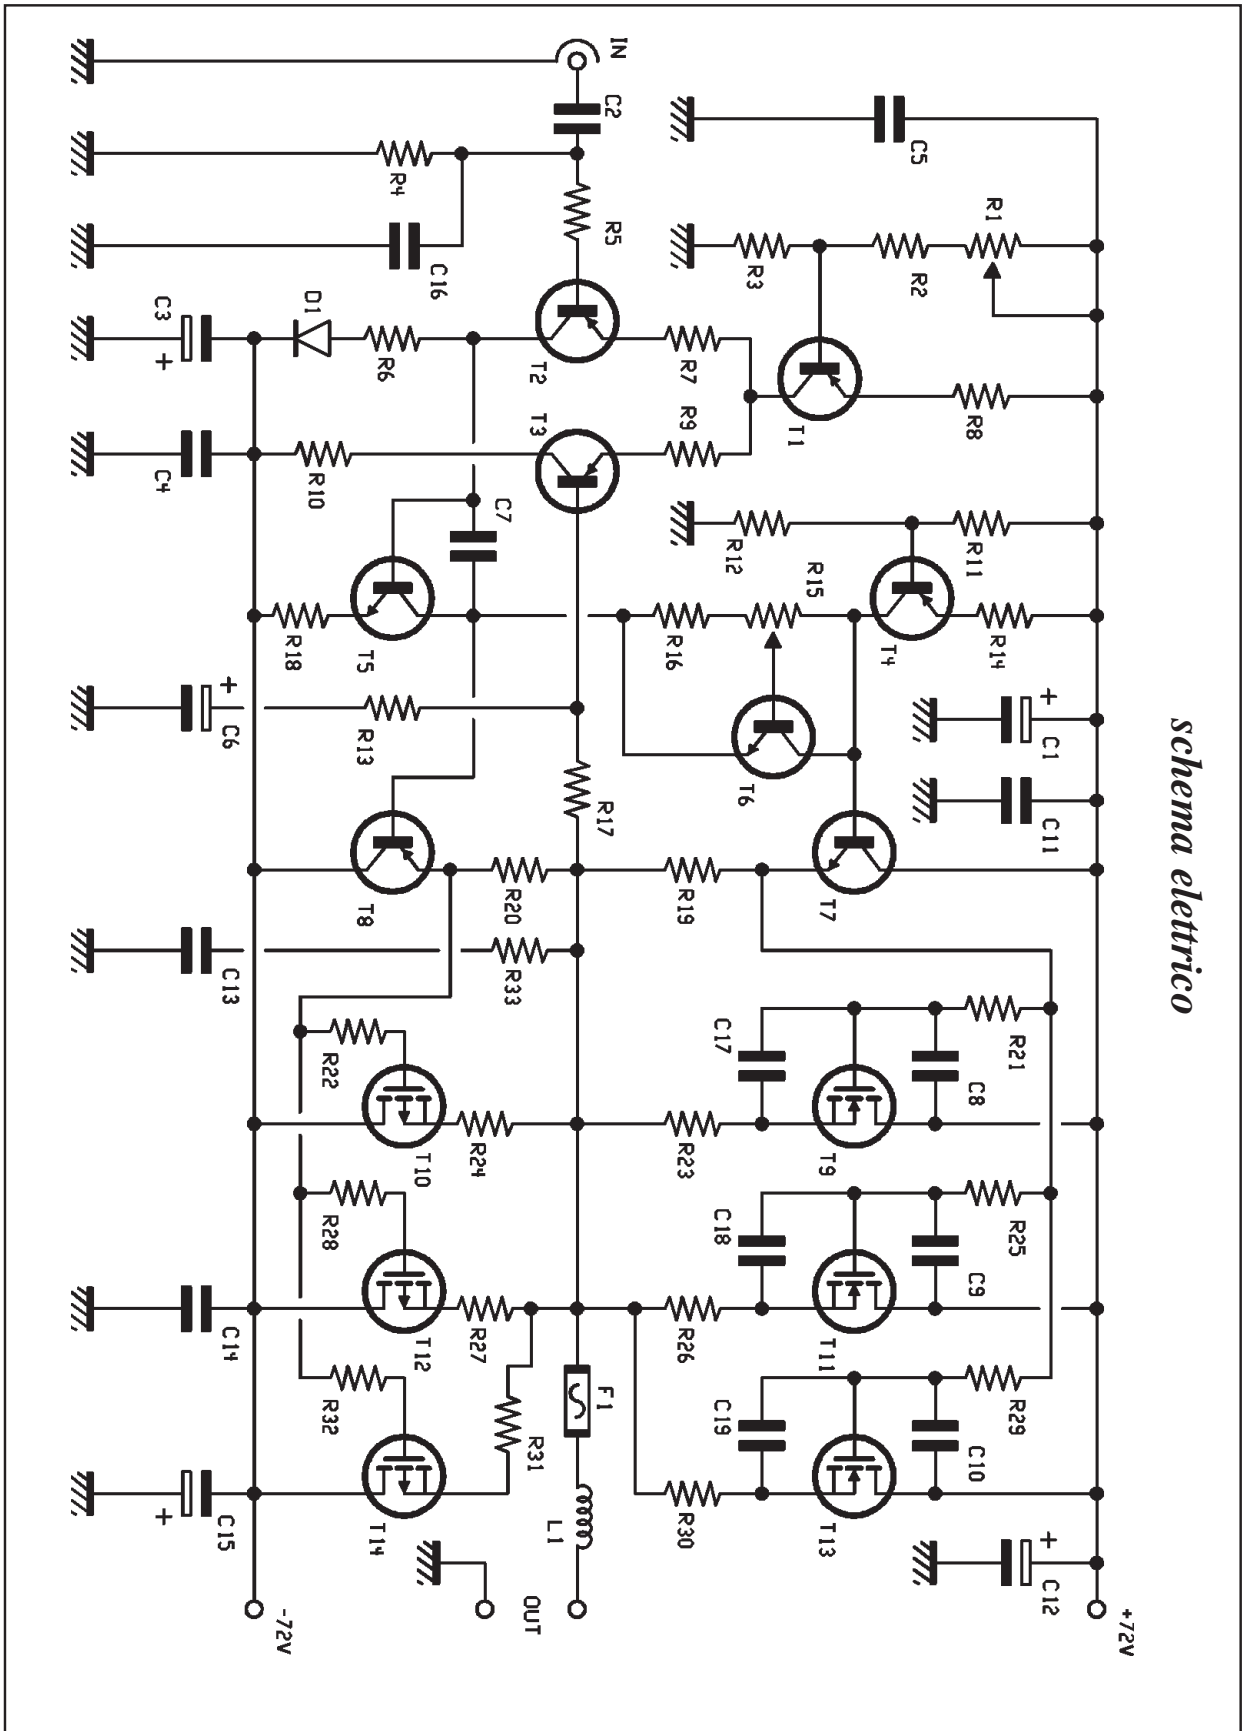 schema elettrico
+72V
+
C1
C11
+
C12
R21
R25
R29
R1
R8
R11
R14
C8
C9
C10
C5
R2
T4
T7
T9
T11
T13
R15
T1
R3
T6
R12
C17
C18
C19
R7
R9
R16
R19
R23
R26
R30
IN
C2
R5
R17
F1
T2
T3
R31
L1
OUT
C7
R20
R33
R24
R27
C16
T10
T12
R4
R6
T5
R13
T8
T14
R22
R28
R32
D1
R10
R18
-72V
+
C6
C13
C14
C15
+
C3
+
C4